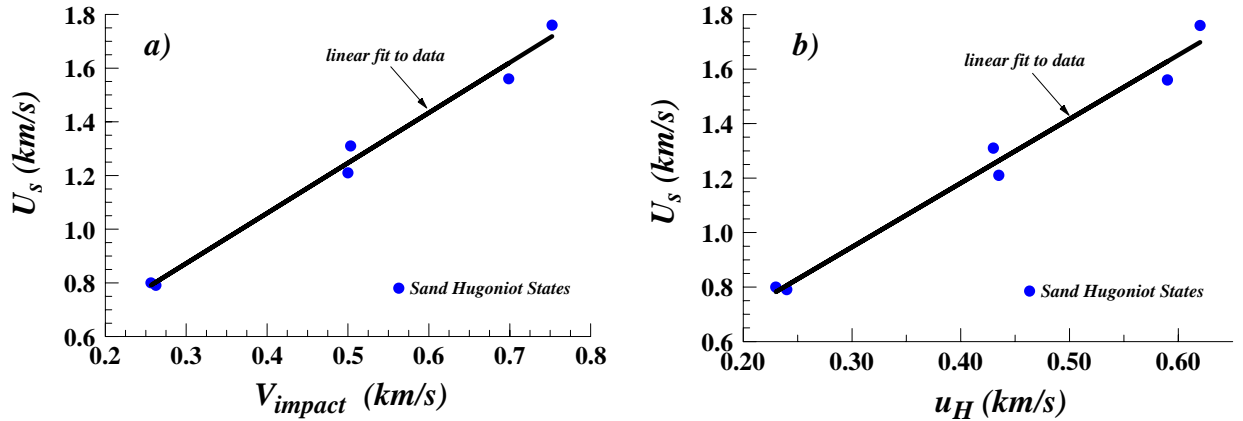 a)
linear fit to data
U_s (km/s)
1.8
1.6
1.4
1.2
1.0
0.8
0.6
Sand Hugoniot States
0.2 0.3 0.4 0.5 0.6 0.7 0.8
V_impact (km/s)
b)
linear fit to data
U_s (km/s)
1.8
1.6
1.4
1.2
1.0
0.8
0.6
Sand Hugoniot States
0.20 0.30 0.40 0.50 0.60
u_H (km/s)